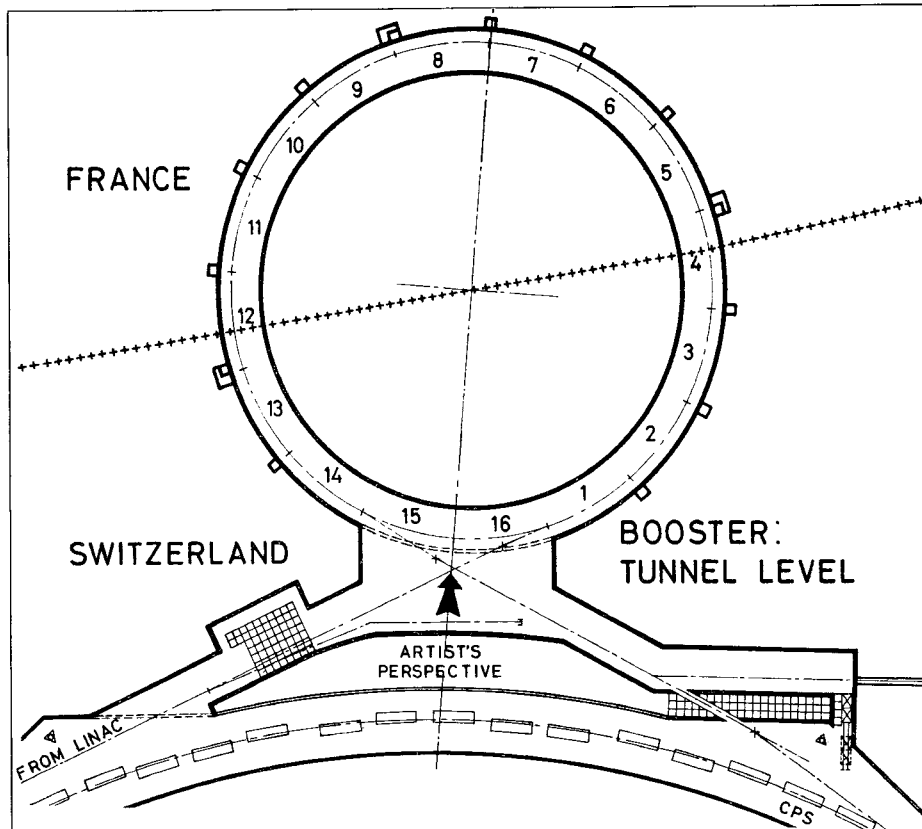 8
7
9
6
10
5
FRANCE
11
4
12
3
13
2
14
1
15
16
SWITZERLAND
BOOSTER:
TUNNEL LEVEL
ARTIST'S
PERSPECTIVE
FROM LINAC
CPS